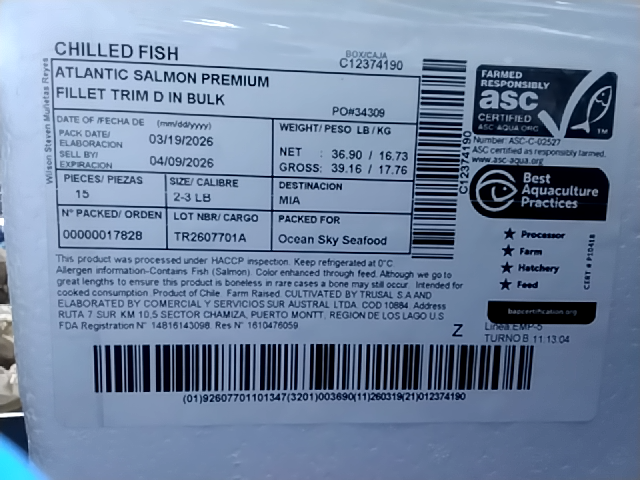 CHILLED FISH
BOX/CAJA
C12374190
ATLANTIC SALMON PREMIUM
FILLET TRIM D IN BULK
PO#34309
DATE OF /FECHA DE (mm/dd/yyyy)
PACK DATE/ ELABORACION 03/19/2026
SELL BY/ EXPIRACION 04/09/2026
WEIGHT/ PESO LB / KG
NET : 36.90 / 16.73
GROSS: 39.16 / 17.76
PIECES/ PIEZAS
15
SIZE/ CALIBRE
2-3 LB
DESTINACION
MIA
N° PACKED/ ORDEN
00000017828
LOT NBR/ CARGO
TR2607701A
PACKED FOR
Ocean Sky Seafood
This product was processed under HACCP inspection. Keep refrigerated at 0°C
Allergen information-Contains Fish (Salmon). Color enhanced through feed. Although we go to
great lengths to ensure this product is boneless in rare cases a bone may still occur. Intended for
cooked consumption. Product of Chile. Farm Raised. CULTIVATED BY TRUSAL S.A AND
ELABORATED BY COMERCIAL Y SERVICIOS SUR AUSTRAL LTDA. COD 10884. Address
RUTA 7 SUR KM 10,5 SECTOR CHAMIZA, PUERTO MONTT, REGION DE LOS LAGO U.S
FDA Registration N° 14816143098. Res N° 1610476059
Z
(01)92607701101347(3201)003690(11)260319(21)012374190
Wilson Steven Muñetas Reyes
C12374190
FARMED
RESPONSIBLY
asc
CERTIFIED
ASC-AQUA.ORG
TM
Number: ASC-C-02527
ASC certified as responsibly farmed.
www.asc-aqua.org
Best
Aquaculture
Practices
Processor
Farm
Hatchery
Feed
CERT # P10418
bapcertification.org
Linea:EMP-5
TURNO B 11:13:04